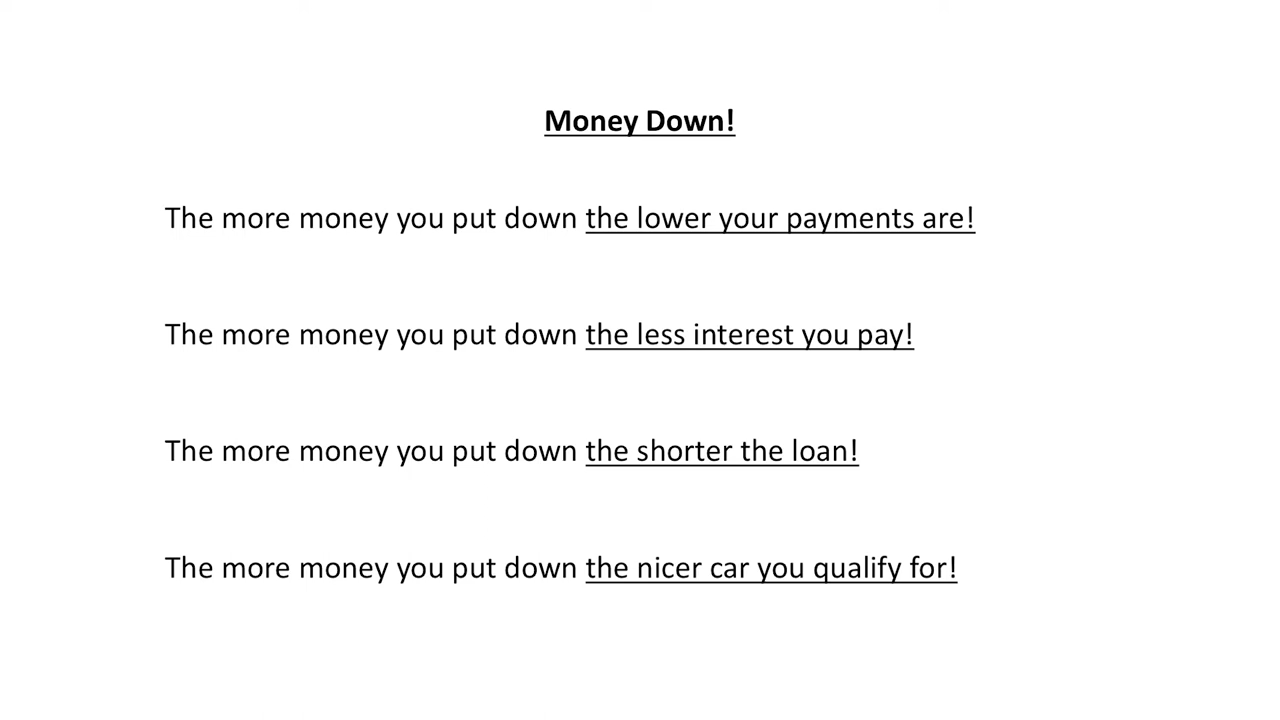 Money Down!
The more money you put down the lower your payments are!
The more money you put down the less interest you pay!
The more money you put down the shorter the loan!
The more money you put down the nicer car you qualify for!